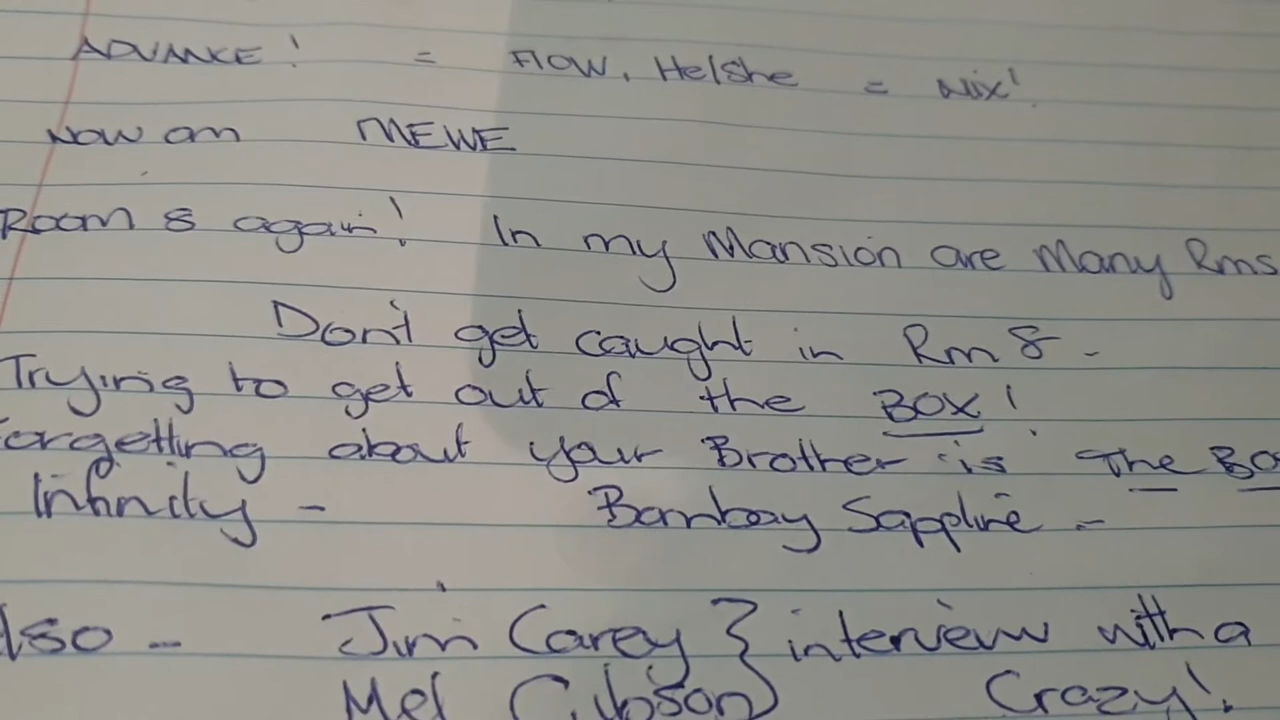 ADVANCE! = FLOW, He/She = Nix!
NOW on MEWE
Room 8 again! In my Mansion are Many Rms
Don't get caught in Rm 8 -
Trying to get out of the BOX!
orgetting about your Brother is The BO
Infinity - Bombay Sapphire -
lso - Jim Carey } interview with a
Mel Gibson Crazy!